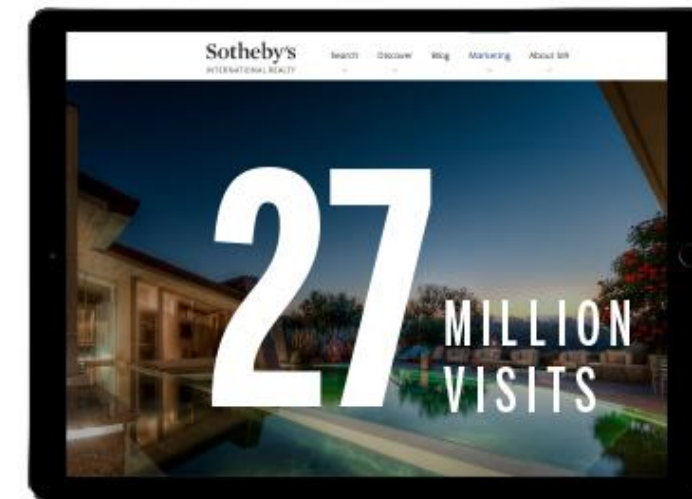 Sotheby's
INTERNATIONAL REALTY
Search Discover Blog Marketing About SIR
27
MILLION
VISITS